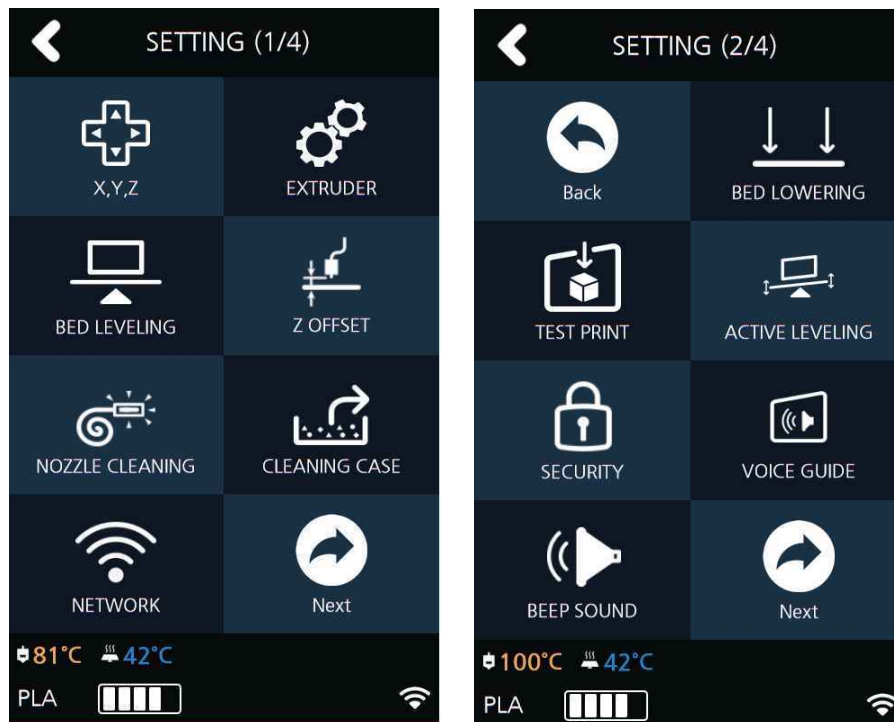 SETTING (1/4)
X,Y,Z
EXTRUDER
BED LEVELING
Z OFFSET
NOZZLE CLEANING
CLEANING CASE
NETWORK
Next
81°C 42°C
PLA
SETTING (2/4)
Back
BED LOWERING
TEST PRINT
ACTIVE LEVELING
SECURITY
VOICE GUIDE
BEEP SOUND
Next
100°C 42°C
PLA